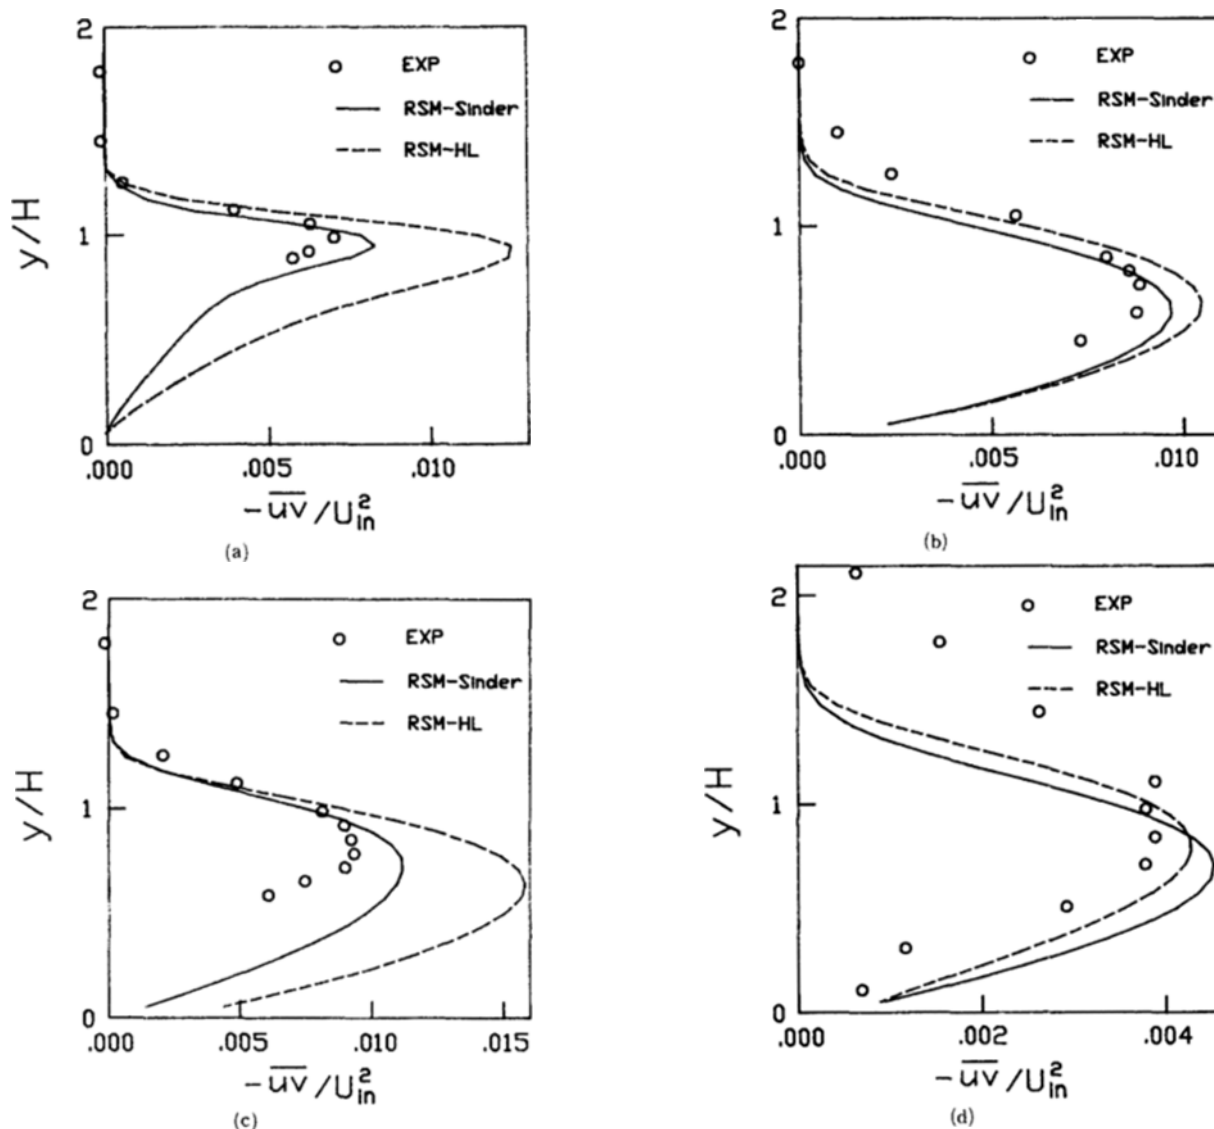 2
EXP
RSM-Sinder
RSM-HL
y/H
1
0
.000 .005 .010
-uv/U²in
(a)
2
EXP
RSM-Sinder
RSM-HL
y/H
1
0
.000 .005 .010
-uv/U²in
(b)
2
EXP
RSM-Sinder
RSM-HL
y/H
1
0
.000 .005 .010 .015
-uv/U²in
(c)
2
EXP
RSM-Sinder
RSM-HL
y/H
1
0
.000 .002 .004
-uv/U²in
(d)